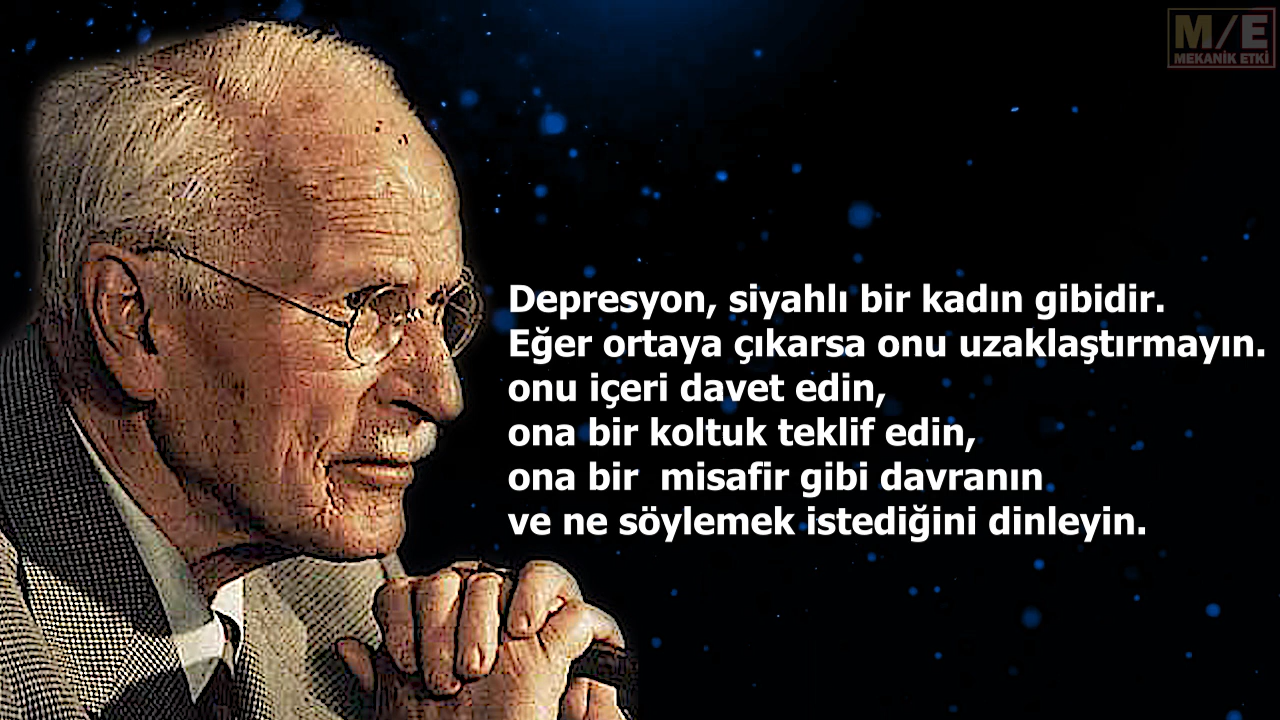 M/E
MEKANİK ETKİ
Depresyon, siyahlı bir kadın gibidir.
Eğer ortaya çıkarsa onu uzaklaştırmayın.
onu içeri davet edin,
ona bir koltuk teklif edin,
ona bir  misafir gibi davranın
ve ne söylemek istediğini dinleyin.